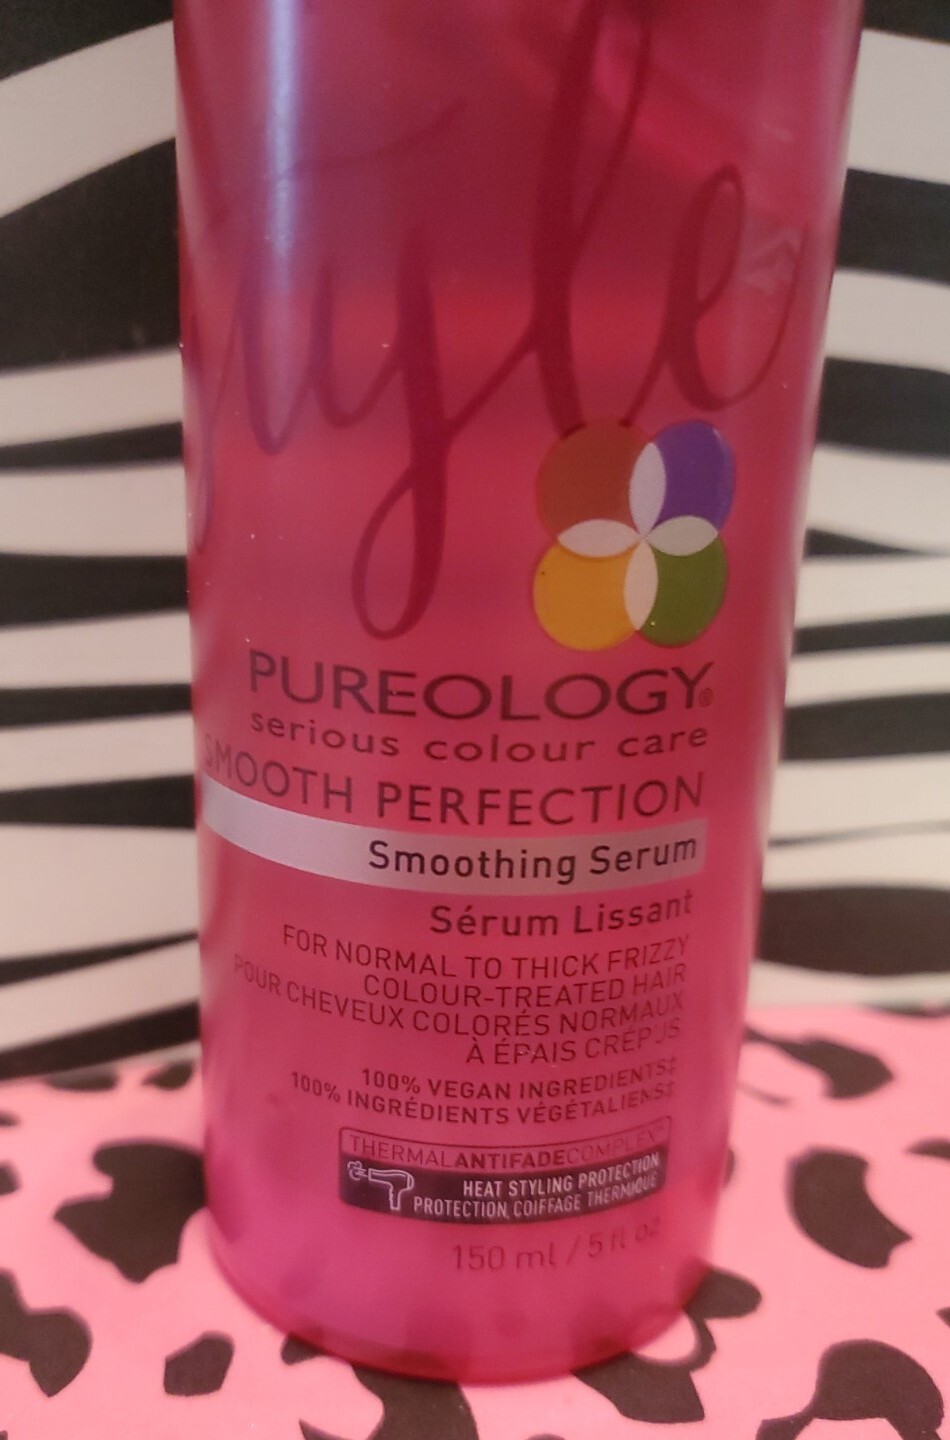 Style
PUREOLOGY®
serious colour care
SMOOTH PERFECTION
Smoothing Serum
Sérum Lissant
FOR NORMAL TO THICK FRIZZY
COLOUR-TREATED HAIR
POUR CHEVEUX COLORÉS NORMAUX
À ÉPAIS CRÉPUS
100% VEGAN INGREDIENTS‡
100% INGRÉDIENTS VÉGÉTALIENS‡
THERMALANTIFADECOMPLEX
HEAT STYLING PROTECTION
PROTECTION, COIFFAGE THERMIQUE
150 ml / 5 fl oz